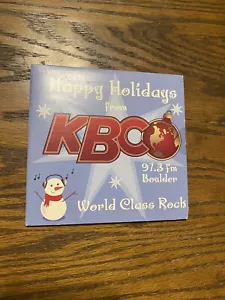 Happy Holidays
from
KBCO
97.3 fm
Boulder
World Class Rock